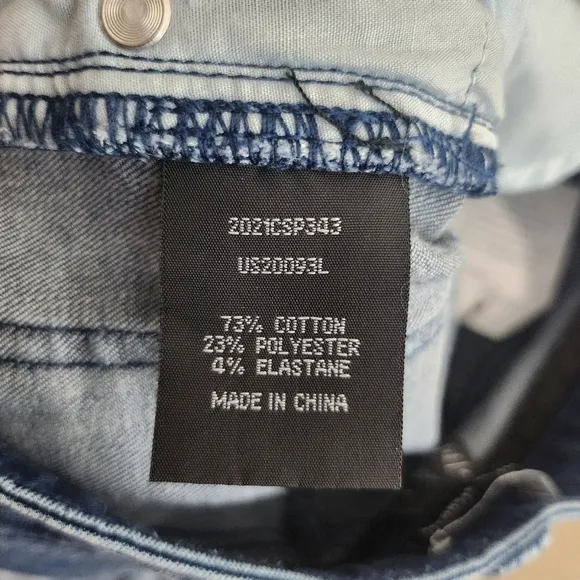 2021CSP343
US20093L
73% COTTON
23% POLYESTER
4% ELASTANE
MADE IN CHINA